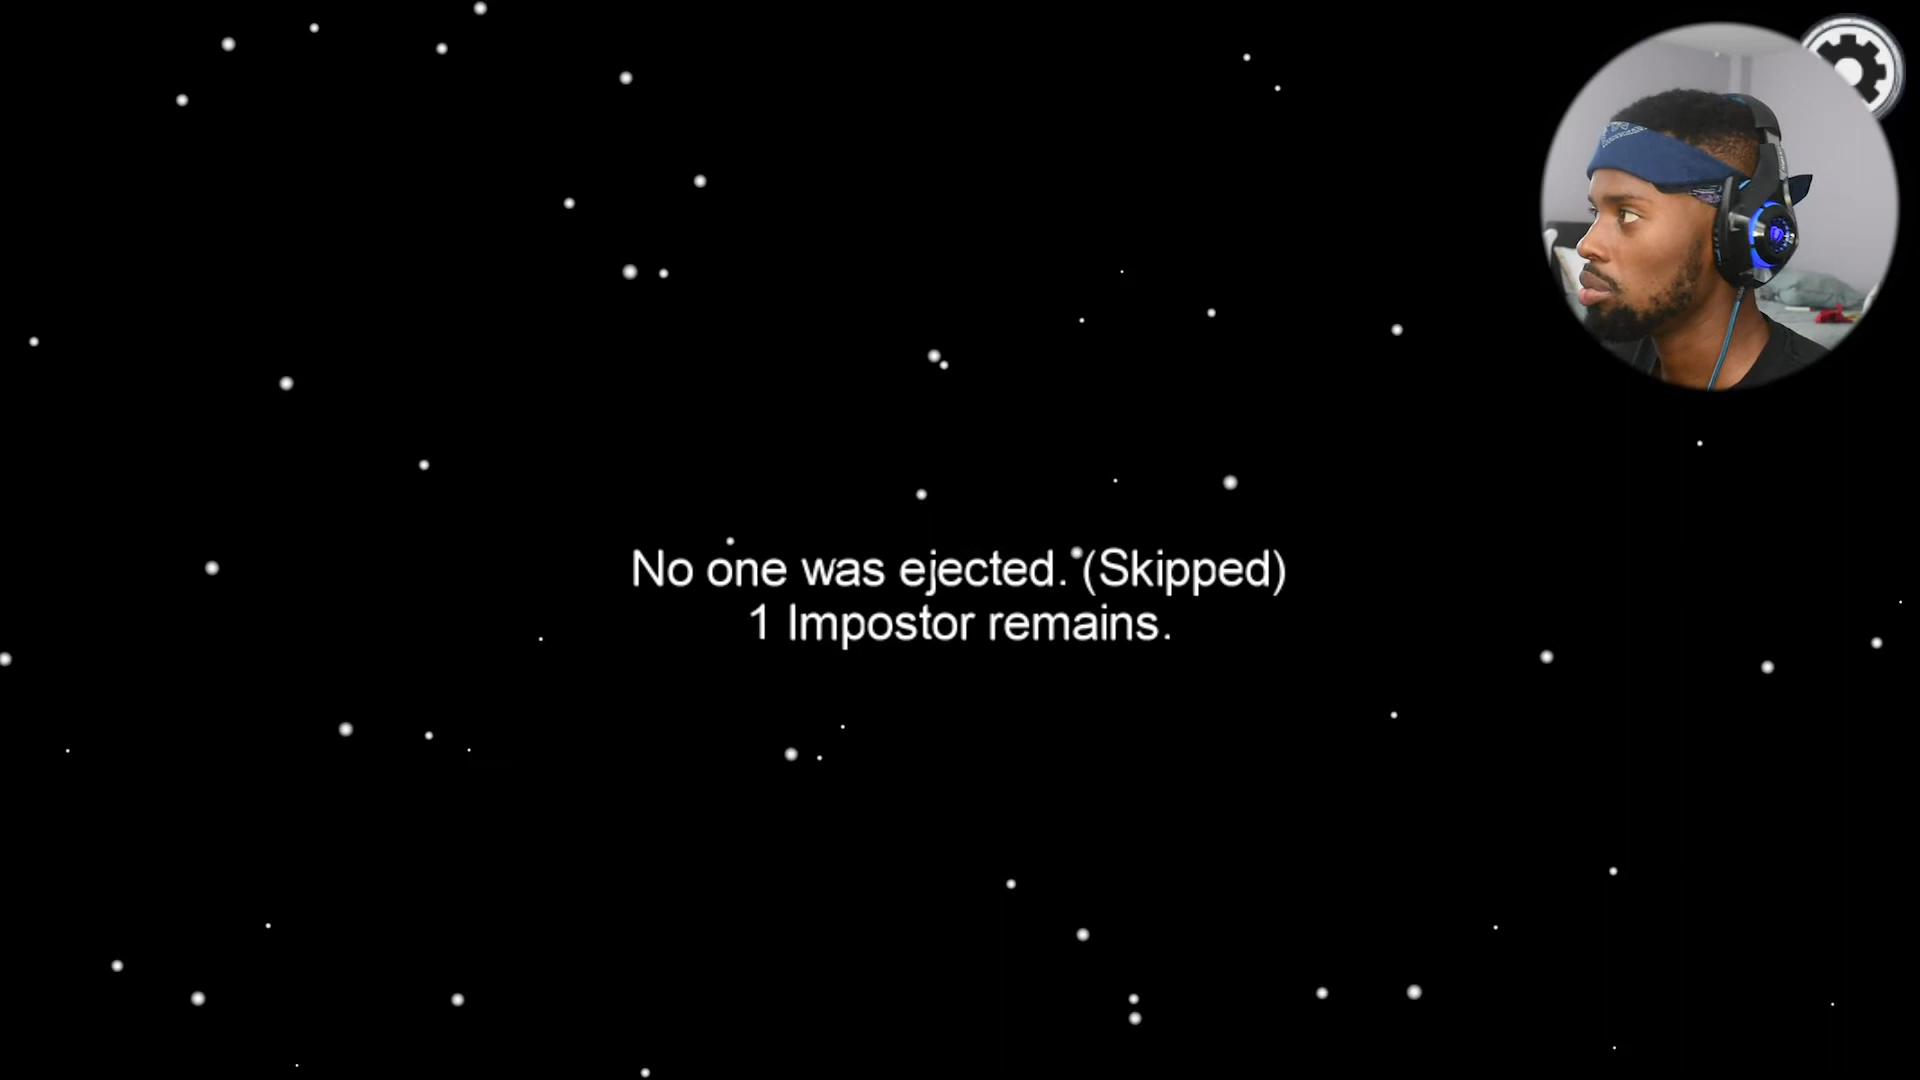 No one was ejected. (Skipped)
1 Impostor remains.